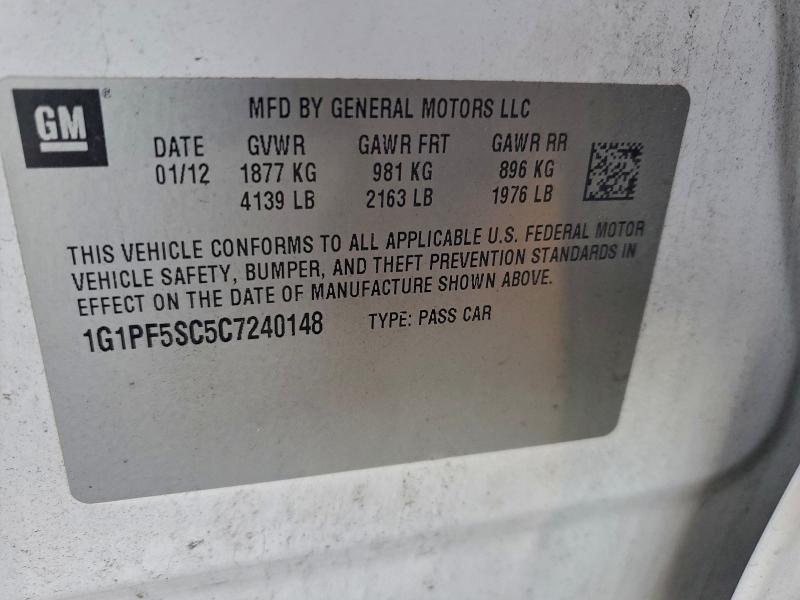 GM ®
MFD BY GENERAL MOTORS LLC
DATE GVWR GAWR FRT GAWR RR
01/12 1877 KG 981 KG 896 KG
4139 LB 2163 LB 1976 LB
THIS VEHICLE CONFORMS TO ALL APPLICABLE U.S. FEDERAL MOTOR
VEHICLE SAFETY, BUMPER, AND THEFT PREVENTION STANDARDS IN
EFFECT ON THE DATE OF MANUFACTURE SHOWN ABOVE.
1G1PF5SC5C7240148 TYPE: PASS CAR